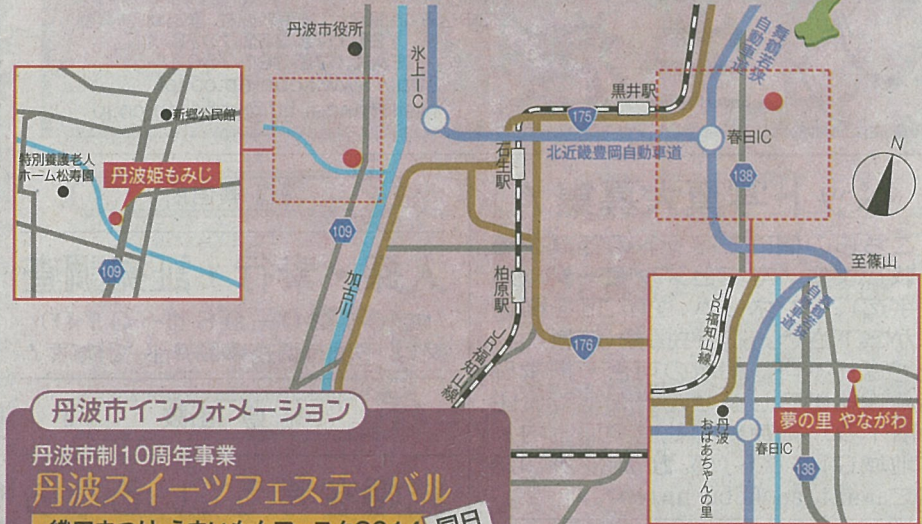 丹波市役所
氷上IC
黒井駅
175
舞鶴若狭
自動車道
春日IC
北近畿豊岡自動車道
石生駅
138
N
新郷公民館
特別養護老人
ホーム松寿園
丹波姫もみじ
109
109
加古川
柏原駅
JR福知山線
176
至篠山
JR福知山線
舞鶴若狭
自動車道
夢の里 やながわ
丹波
おばあちゃんの里
春日IC
138
丹波市インフォメーション
丹波市制10周年事業
丹波スイーツフェスティバル
同日